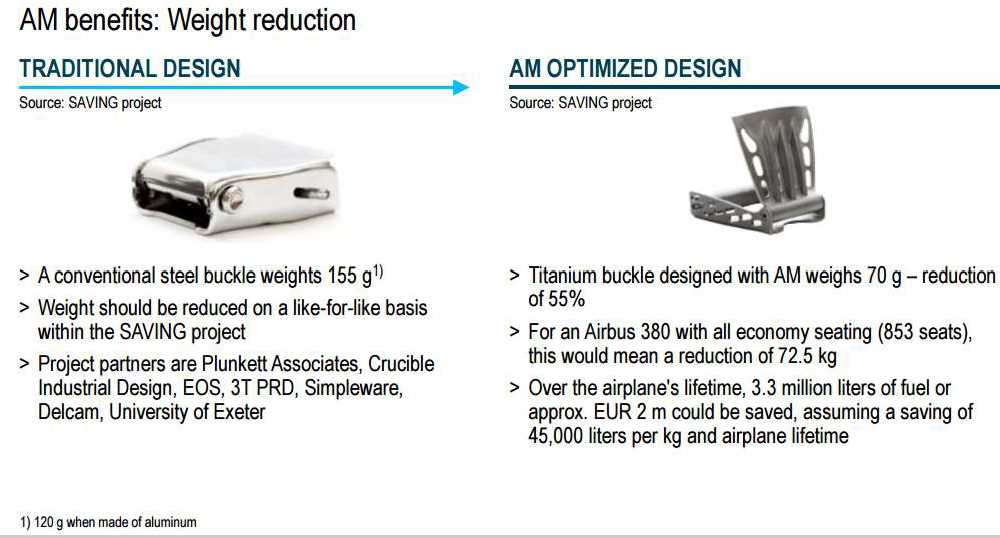 AM benefits: Weight reduction
TRADITIONAL DESIGN
Source: SAVING project
> A conventional steel buckle weights 155 g1)
> Weight should be reduced on a like-for-like basis
within the SAVING project
> Project partners are Plunkett Associates, Crucible
Industrial Design, EOS, 3T PRD, Simpleware,
Delcam, University of Exeter
AM OPTIMIZED DESIGN
Source: SAVING project
> Titanium buckle designed with AM weighs 70 g – reduction
of 55%
> For an Airbus 380 with all economy seating (853 seats),
this would mean a reduction of 72.5 kg
> Over the airplane's lifetime, 3.3 million liters of fuel or
approx. EUR 2 m could be saved, assuming a saving of
45,000 liters per kg and airplane lifetime
1) 120 g when made of aluminum